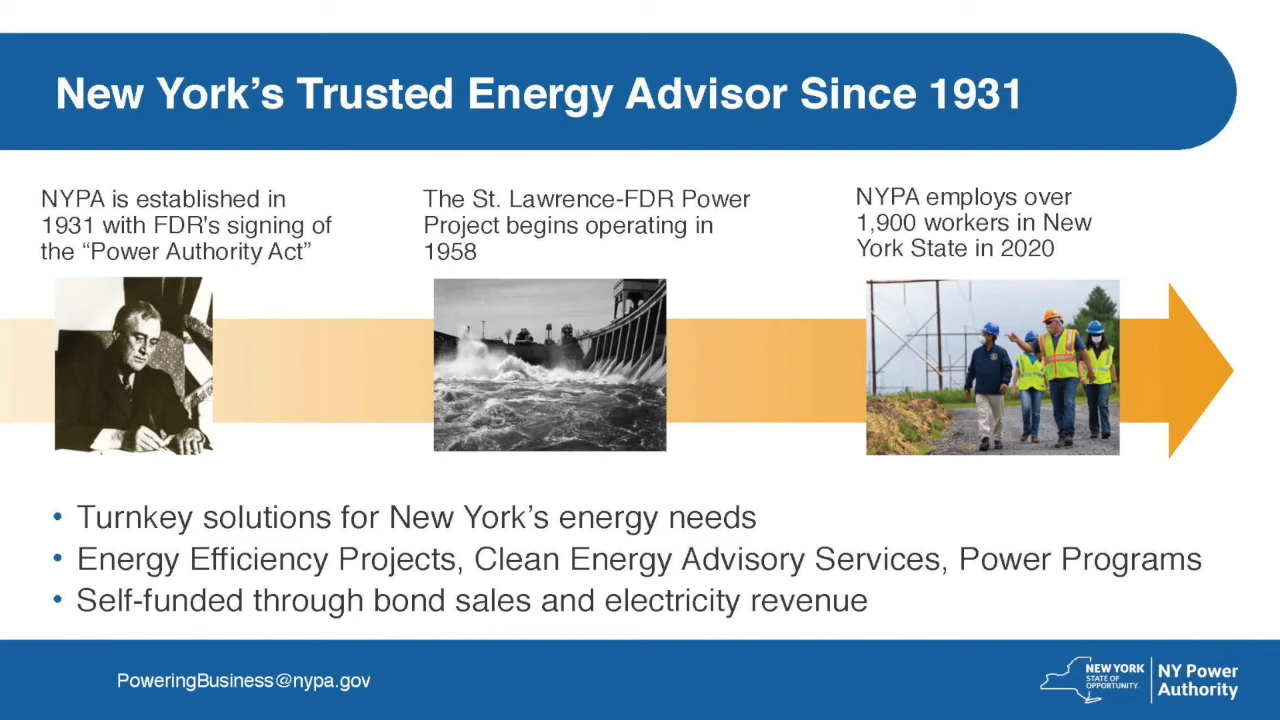 New York’s Trusted Energy Advisor Since 1931
NYPA is established in
1931 with FDR's signing of
the “Power Authority Act”
The St. Lawrence-FDR Power
Project begins operating in
1958
NYPA employs over
1,900 workers in New
York State in 2020
• Turnkey solutions for New York’s energy needs
• Energy Efficiency Projects, Clean Energy Advisory Services, Power Programs
• Self-funded through bond sales and electricity revenue
PoweringBusiness@nypa.gov
NEW YORK
STATE OF
OPPORTUNITY.
NY Power
Authority